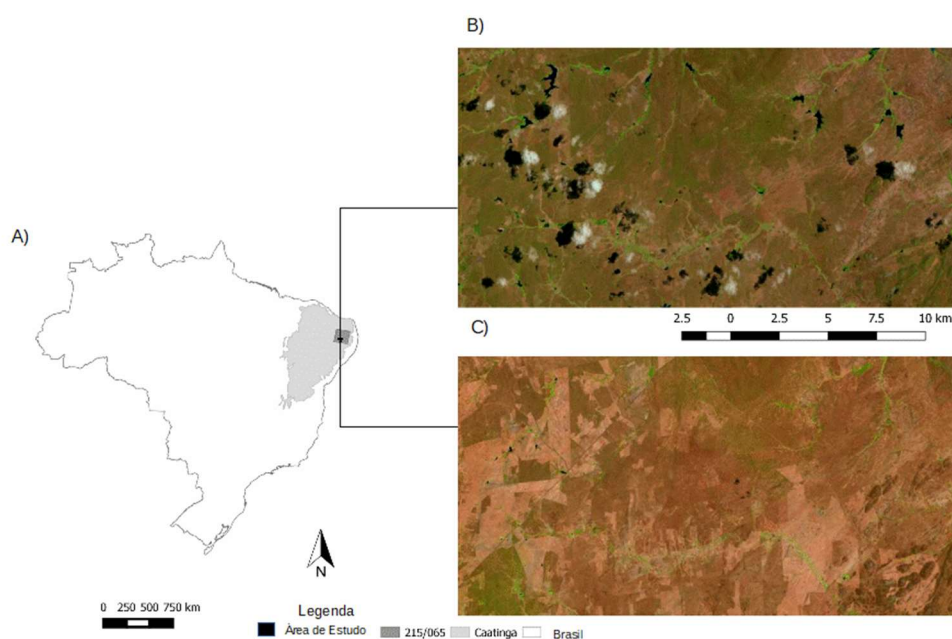 B)
A)
2.5 0 2.5 5 7.5 10 km
C)
N
0 250 500 750 km
Legenda
Àrea de Estudo 215/065 Caatinga Brasil